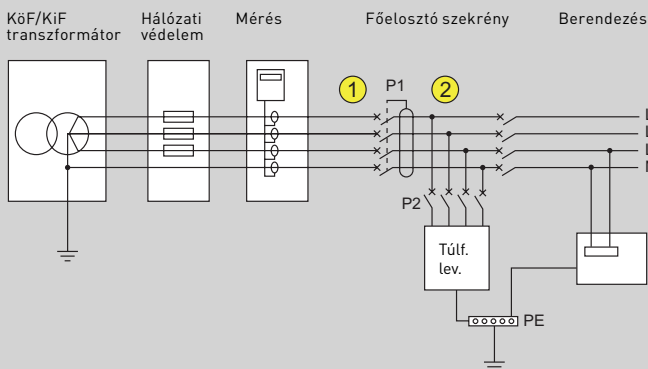 KöF/KiF
transzformátor
Hálózati
védelem
Mérés
Főelosztó szekrény
Berendezés
1
P1
2
L
L
L
N
P2
Túlf.
lev.
PE